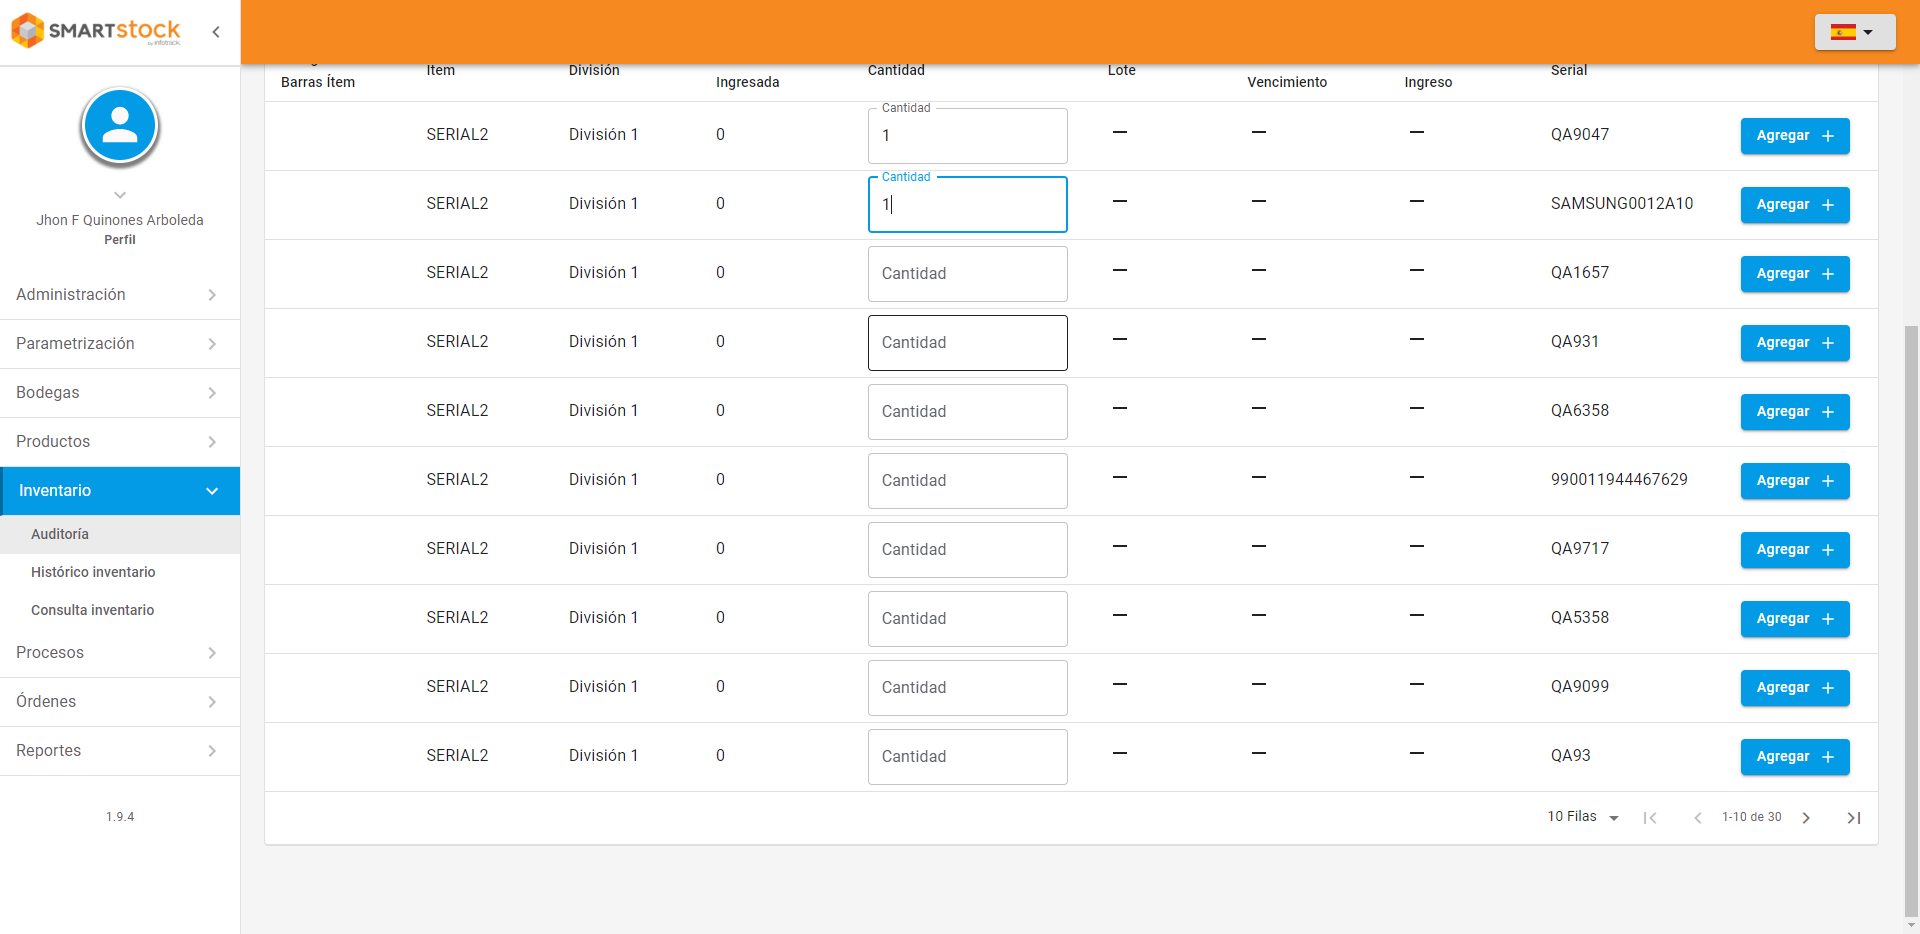 SMARTstock
by infotrack
Jhon F Quinones Arboleda
Perfil
Administración
Parametrización
Bodegas
Productos
Inventario
Auditoría
Histórico inventario
Consulta inventario
Procesos
Órdenes
Reportes
1.9.4
Barras Ítem Item División Ingresada Cantidad Lote Vencimiento Ingreso Serial
Cantidad
SERIAL2 División 1 0 1 — — — QA9047 Agregar +
Cantidad
SERIAL2 División 1 0 1 — — — SAMSUNG0012A10 Agregar +
SERIAL2 División 1 0 Cantidad — — — QA1657 Agregar +
SERIAL2 División 1 0 Cantidad — — — QA931 Agregar +
SERIAL2 División 1 0 Cantidad — — — QA6358 Agregar +
SERIAL2 División 1 0 Cantidad — — — 990011944467629 Agregar +
SERIAL2 División 1 0 Cantidad — — — QA9717 Agregar +
SERIAL2 División 1 0 Cantidad — — — QA5358 Agregar +
SERIAL2 División 1 0 Cantidad — — — QA9099 Agregar +
SERIAL2 División 1 0 Cantidad — — — QA93 Agregar +
10 Filas 1-10 de 30